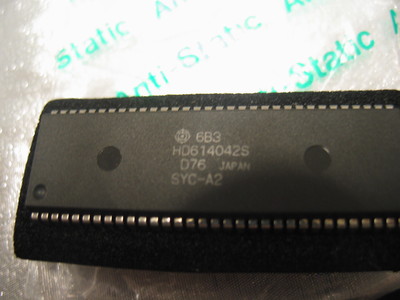 Static
Anti Static
Anti Static
6B3
HD614042S
D76 JAPAN
SYC-A2